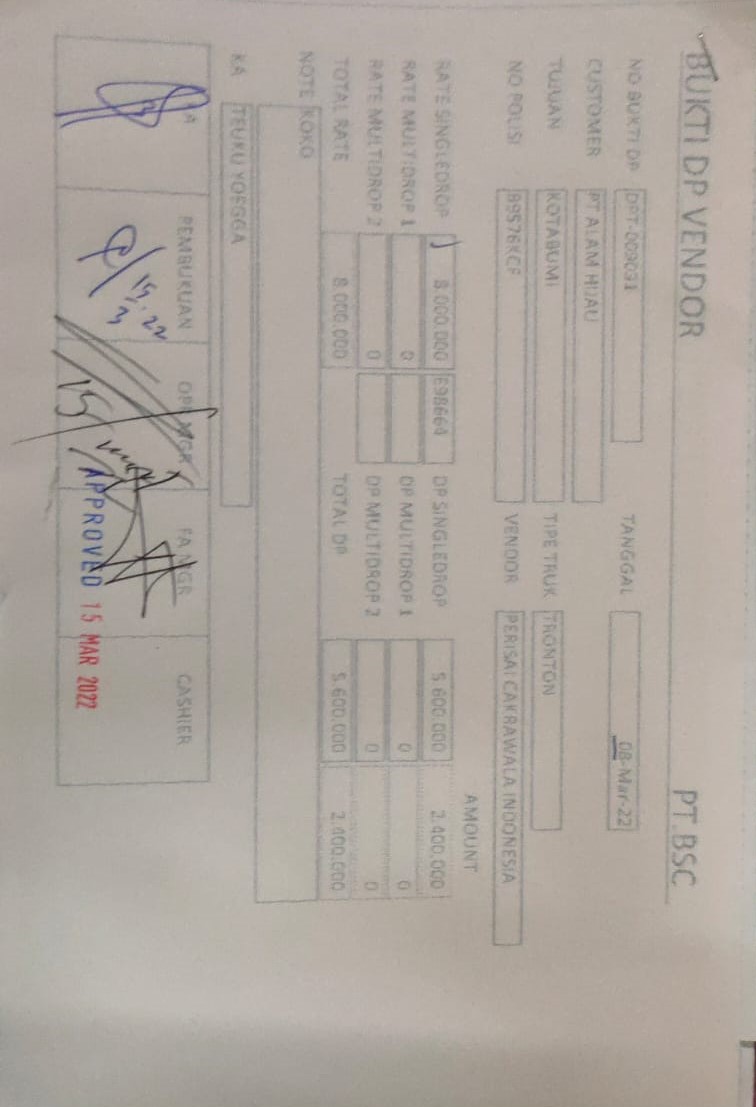 BUKTI DP VENDOR PT.BSC
NO BUKTI DP DPT-009031 TANGGAL 08-Mar-22
CUSTOMER PT ALAM HIJAU
TUJUAN KOTABUMI TIPE TRUK TRONTON
NO POLISI B9576KCF VENDOR PERISAI CAKRAWALA INDONESIA
AMOUNT
RATE SINGLEDROP 8.000.000 E98664 DP SINGLEDROP 5.600.000 2.400.000
RATE MULTIDROP 1 0 DP MULTIDROP 1 0 0
RATE MULTIDROP 2 0 DP MULTIDROP 2 0 0
TOTAL RATE 8.000.000 TOTAL DP 5.600.000 2.400.000
NOTE KOKO
KA TEUKU YOEGGA
PEMBUKUAN OPR MGR FA MGR CASHIER
15/3 22
15/
APPROVED 15 MAR 2022